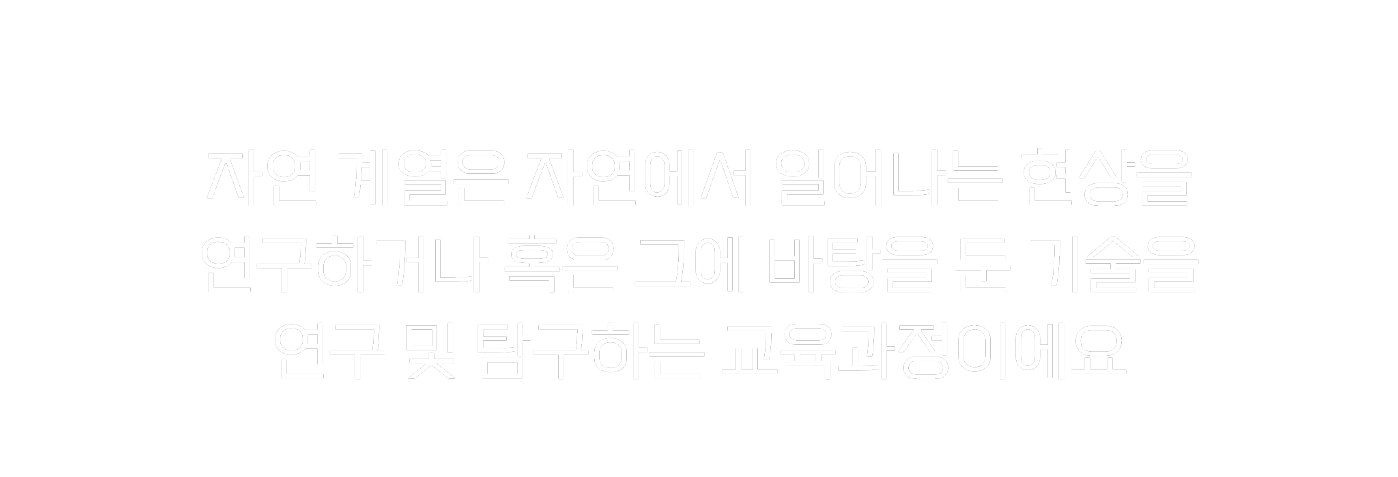 자연 계열은 자연에서 일어나는 현상을
연구하거나 혹은 그에 바탕을 둔 기술을
연구 및 탐구하는 교육과정이에요